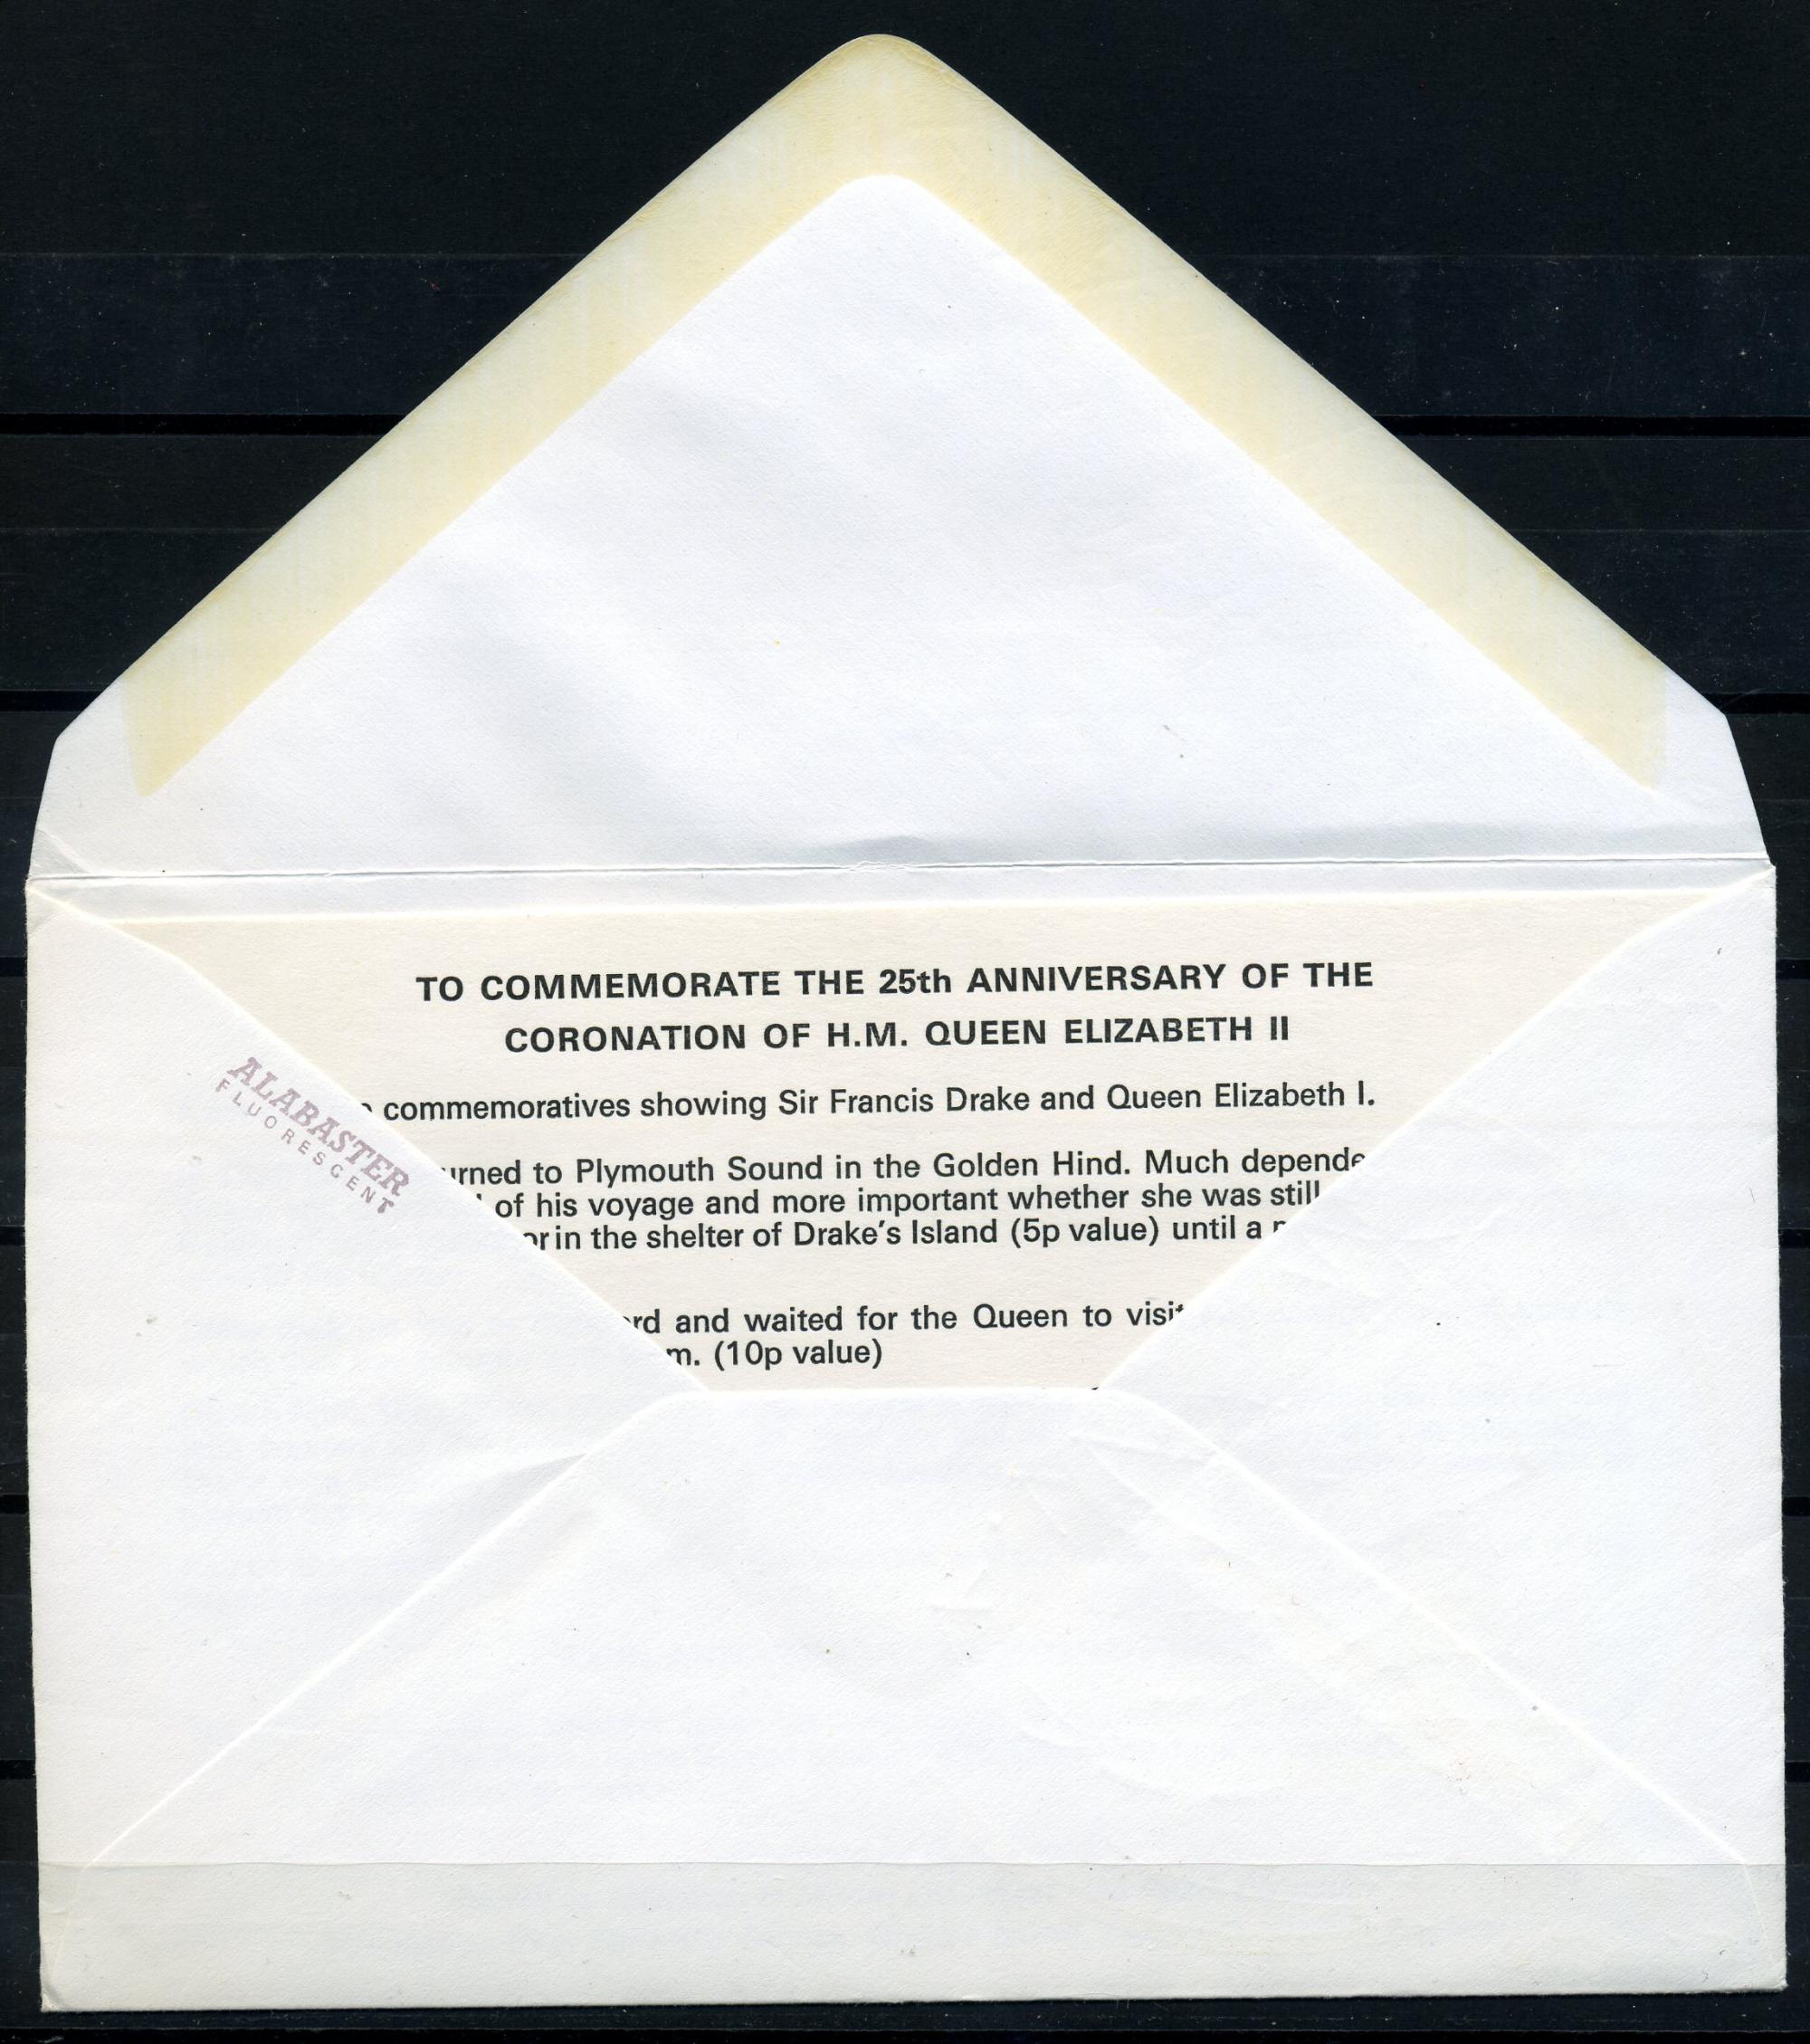 TO COMMEMORATE THE 25th ANNIVERSARY OF THE
CORONATION OF H.M. QUEEN ELIZABETH II
commemoratives showing Sir Francis Drake and Queen Elizabeth I.
urned to Plymouth Sound in the Golden Hind. Much depende
of his voyage and more important whether she was still
or in the shelter of Drake's Island (5p value) until a
rd and waited for the Queen to visit
m. (10p value)
ALABASTER
FLUORESCENT